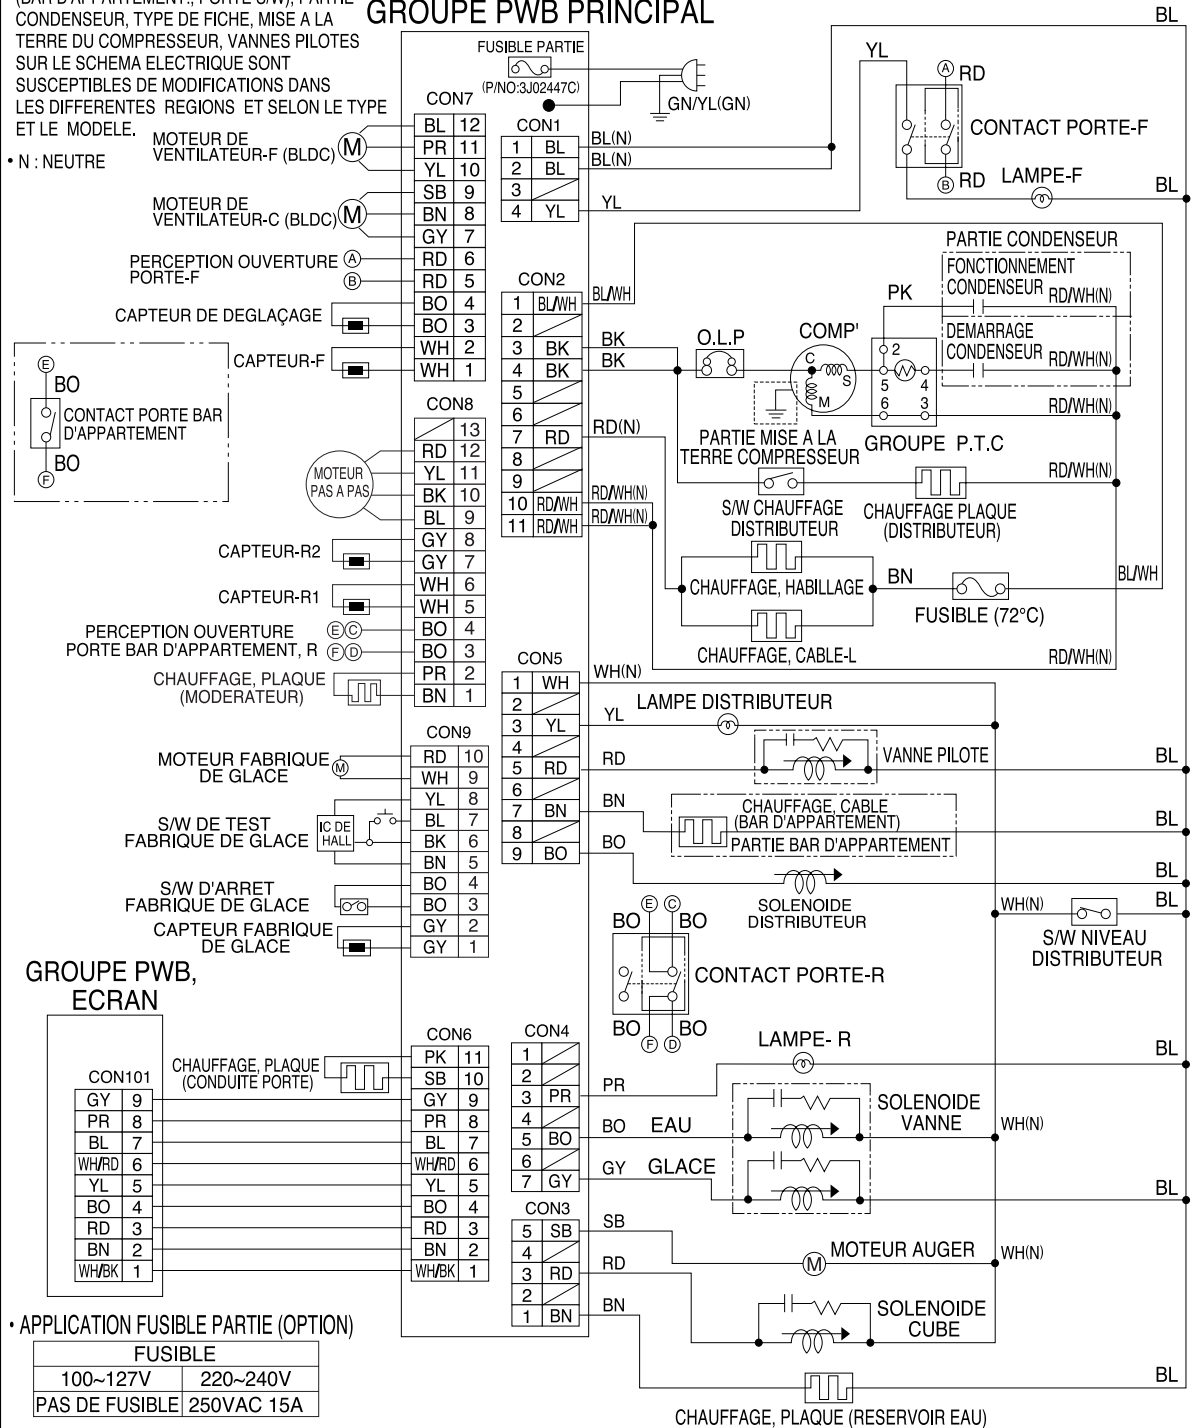 GROUPE PWB PRINCIPAL
CONDENSEUR, TYPE DE FICHE, MISE A LA
TERRE DU COMPRESSEUR, VANNES PILOTES
SUR LE SCHEMA ELECTRIQUE SONT
SUSCEPTIBLES DE MODIFICATIONS DANS
LES DIFFERENTES REGIONS ET SELON LE TYPE
ET LE MODELE.
• N : NEUTRE
FUSIBLE PARTIE
(P/NO:3J02447C)
GN/YL(GN)
CON7
BL 12
PR 11
YL 10
SB 9
BN 8
GY 7
RD 6
RD 5
BO 4
BO 3
WH 2
WH 1
MOTEUR DE
VENTILATEUR-F (BLDC) M
MOTEUR DE
VENTILATEUR-C (BLDC) M
PERCEPTION OUVERTURE A
PORTE-F B
CAPTEUR DE DEGLAÇAGE
CAPTEUR-F
E
BO
CONTACT PORTE BAR
D'APPARTEMENT
BO
F
CON8
13
RD 12
YL 11
BK 10
BL 9
GY 8
GY 7
WH 6
WH 5
BO 4
BO 3
PR 2
BN 1
MOTEUR
PAS A PAS
CAPTEUR-R2
CAPTEUR-R1
PERCEPTION OUVERTURE E C
PORTE BAR D'APPARTEMENT, R F D
CHAUFFAGE, PLAQUE
(MODERATEUR)
CON9
RD 10
WH 9
YL 8
BL 7
BK 6
BN 5
BO 4
BO 3
GY 2
GY 1
MOTEUR FABRIQUE
DE GLACE
M
S/W DE TEST
FABRIQUE DE GLACE
IC DE
HALL
S/W D'ARRET
FABRIQUE DE GLACE
CAPTEUR FABRIQUE
DE GLACE
GROUPE PWB,
ECRAN
CON101
GY 9
PR 8
BL 7
WH/RD 6
YL 5
BO 4
RD 3
BN 2
WH/BK 1
CHAUFFAGE, PLAQUE
(CONDUITE PORTE)
CON6
PK 11
SB 10
GY 9
PR 8
BL 7
WH/RD 6
YL 5
BO 4
RD 3
BN 2
WH/BK 1
• APPLICATION FUSIBLE PARTIE (OPTION)
FUSIBLE
100~127V 220~240V
PAS DE FUSIBLE 250VAC 15A
CON1
1 BL
2 BL
3
4 YL
BL(N)
BL(N)
YL
BL
YL
A RD
CONTACT PORTE-F
B RD
LAMPE-F
BL
CON2
1 BL/WH
2
3 BK
4 BK
5
6
7 RD
8
9
10 RD/WH
11 RD/WH
BL/WH
BK
BK
RD(N)
RD/WH(N)
RD/WH(N)
O.L.P
COMP'
C
S
M
PK
2
5 4
6 3
GROUPE P.T.C
PARTIE CONDENSEUR
FONCTIONNEMENT
CONDENSEUR
RD/WH(N)
DEMARRAGE
CONDENSEUR
RD/WH(N)
RD/WH(N)
PARTIE MISE A LA
TERRE COMPRESSEUR
RD/WH(N)
S/W CHAUFFAGE
DISTRIBUTEUR
CHAUFFAGE PLAQUE
(DISTRIBUTEUR)
CHAUFFAGE, HABILLAGE
BN
BL/WH
FUSIBLE (72°C)
CHAUFFAGE, CABLE-L
RD/WH(N)
CON5
1 WH
2
3 YL
4
5 RD
6
7 BN
8
9 BO
WH(N)
YL
RD
BN
BO
LAMPE DISTRIBUTEUR
VANNE PILOTE
BL
CHAUFFAGE, CABLE
(BAR D'APPARTEMENT)
PARTIE BAR D'APPARTEMENT
BL
BL
SOLENOIDE
DISTRIBUTEUR
WH(N)
BL
S/W NIVEAU
DISTRIBUTEUR
E C
BO BO
CONTACT PORTE-R
BO BO
F D
CON4
1
2
3 PR
4
5 BO
6
7 GY
PR
BO EAU
GY GLACE
LAMPE- R
BL
SOLENOIDE
VANNE
WH(N)
BL
CON3
5 SB
4
3 RD
2
1 BN
SB
RD
BN
M MOTEUR AUGER
WH(N)
SOLENOIDE
CUBE
BL
CHAUFFAGE, PLAQUE (RESERVOIR EAU)